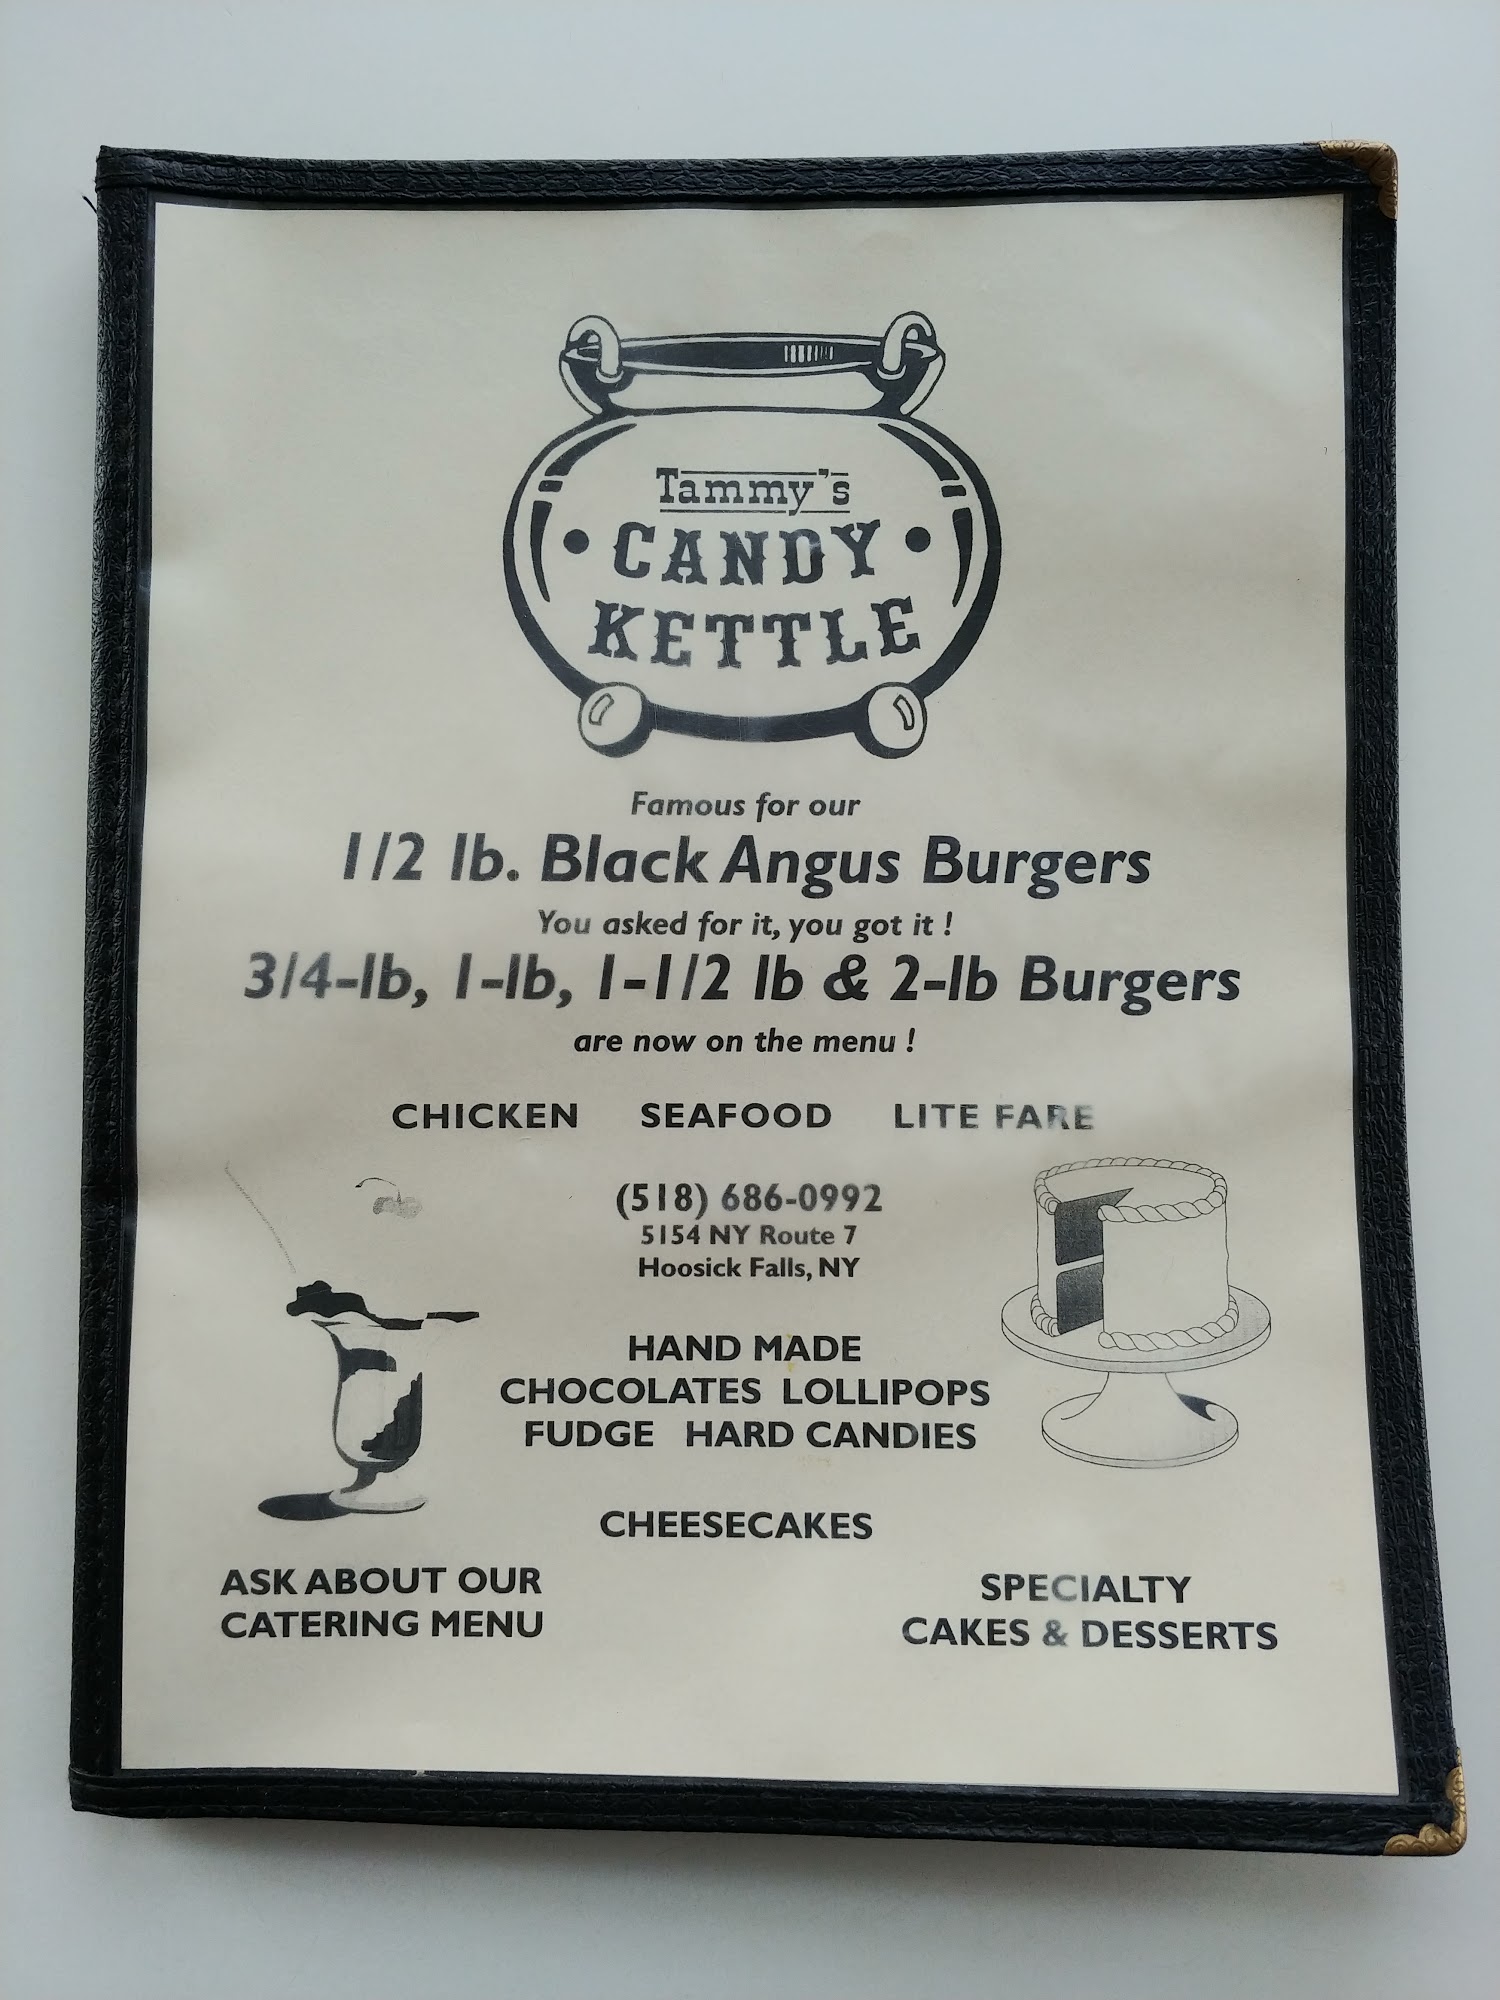 Tammy's
CANDY
KETTLE
Famous for our
1/2 lb. Black Angus Burgers
You asked for it, you got it !
3/4-lb, 1-lb, 1-1/2 lb & 2-lb Burgers
are now on the menu !
CHICKEN SEAFOOD LITE FARE
(518) 686-0992
5154 NY Route 7
Hoosick Falls, NY
HAND MADE
CHOCOLATES LOLLIPOPS
FUDGE HARD CANDIES
CHEESECAKES
ASK ABOUT OUR
CATERING MENU
SPECIALTY
CAKES & DESSERTS